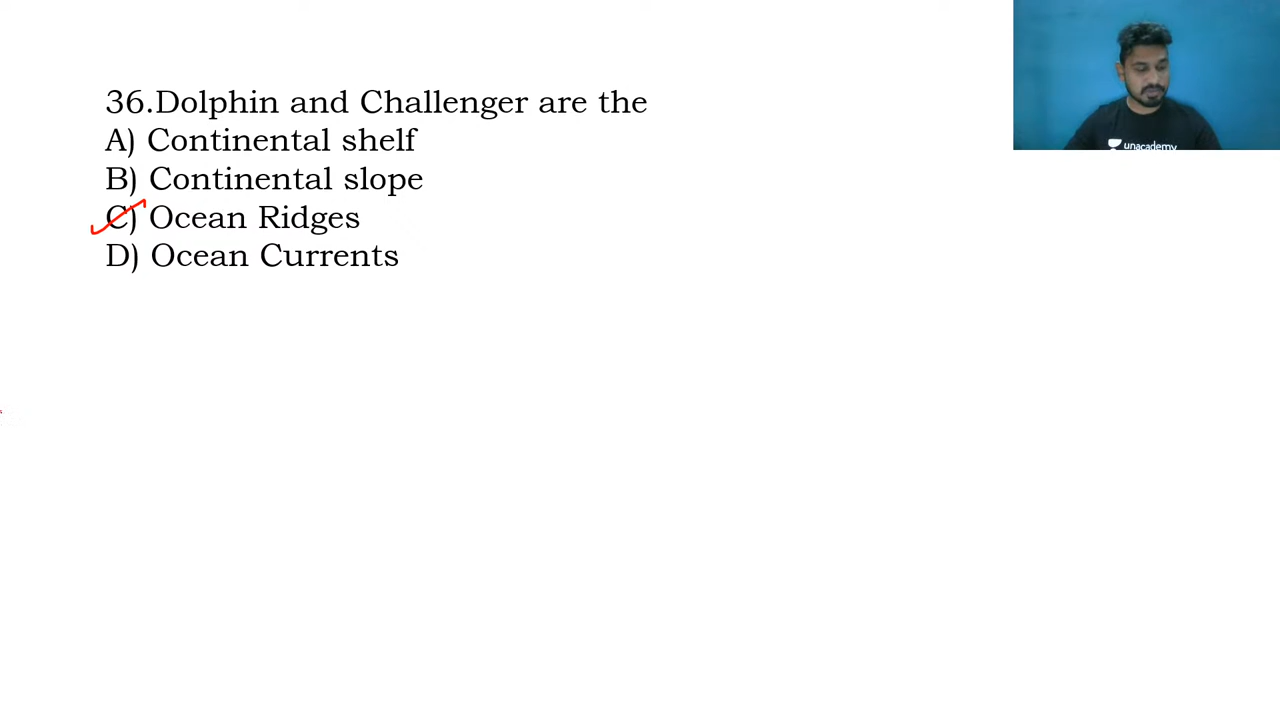 36.Dolphin and Challenger are the
A) Continental shelf
B) Continental slope
C) Ocean Ridges
D) Ocean Currents
unacademy